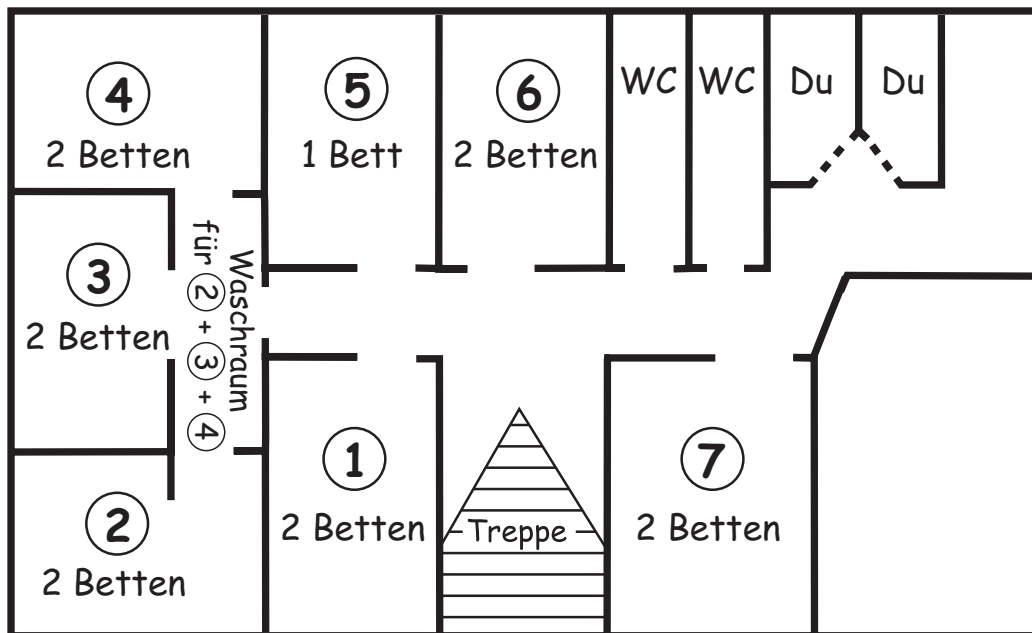 4
2 Betten
5
1 Bett
6
2 Betten
WC
WC
Du
Du
3
2 Betten
Waschraum
für 2 + 3 + 4
2
2 Betten
1
2 Betten
Treppe
7
2 Betten